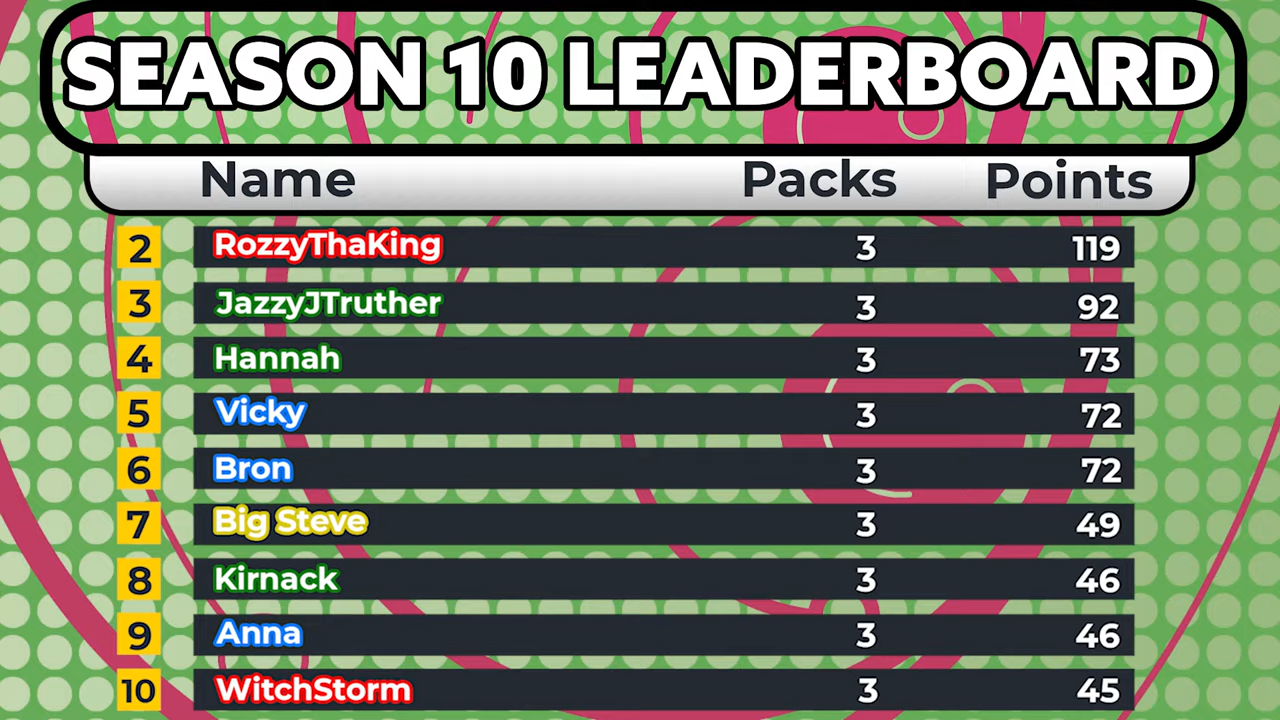 SEASON 10 LEADERBOARD
Name Packs Points
2 RozzyThaKing 3 119
3 JazzyJTruther 3 92
4 Hannah 3 73
5 Vicky 3 72
6 Bron 3 72
7 Big Steve 3 49
8 Kirnack 3 46
9 Anna 3 46
10 WitchStorm 3 45